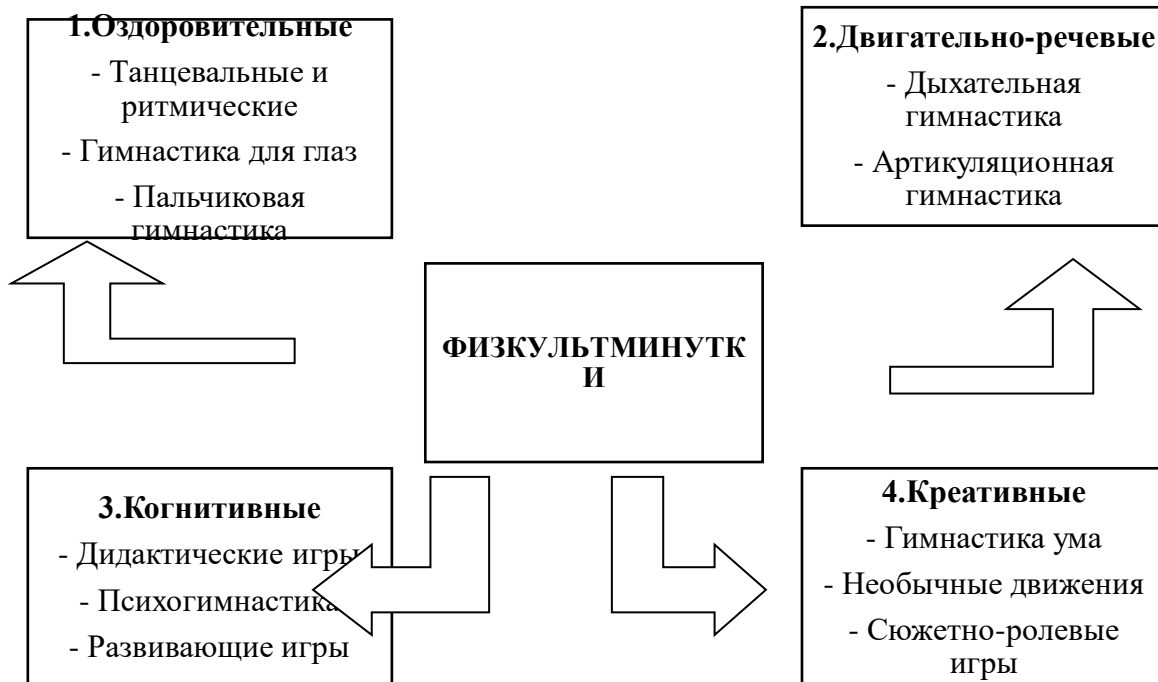 1.Оздоровительные
- Танцевальные и
ритмические
- Гимнастика для глаз
- Пальчиковая
гимнастика
2.Двигательно-речевые
- Дыхательная
гимнастика
- Артикуляционная
гимнастика
ФИЗКУЛЬТМИНУТК
И
3.Когнитивные
- Дидактические игры
- Психогимнастика
- Развивающие игры
4.Креативные
- Гимнастика ума
- Необычные движения
- Сюжетно-ролевые
игры